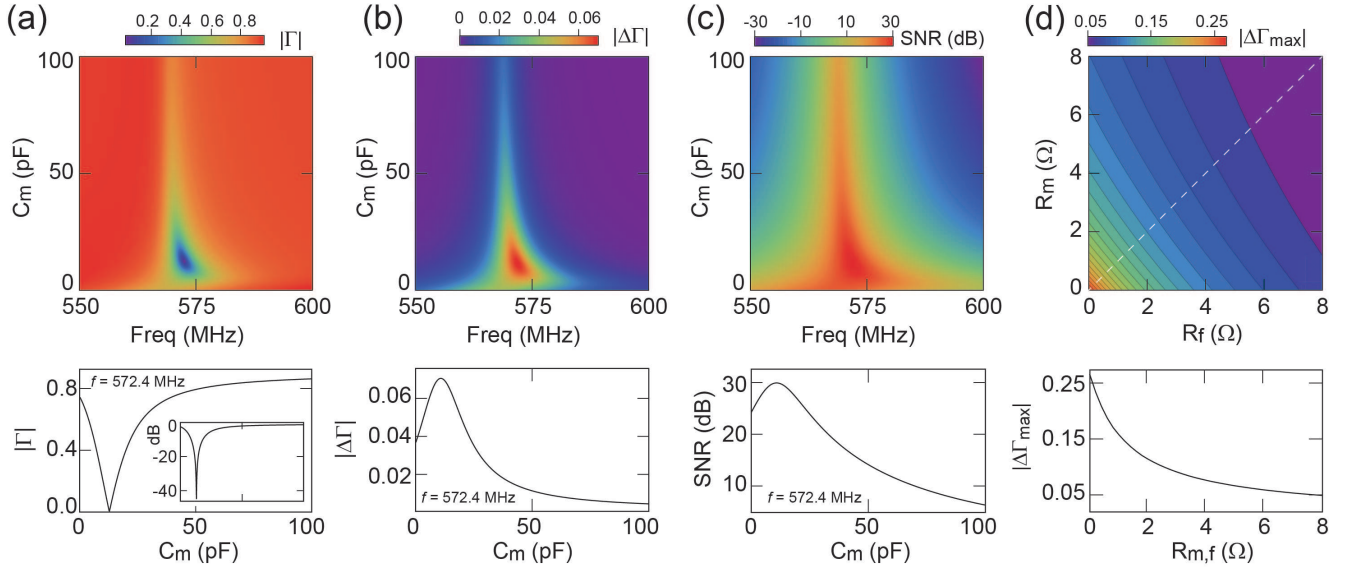 (a) 0.2 0.4 0.6 0.8 |Γ|
100
50
0
Cm (pF)
550 575 600
Freq (MHz)
(b) 0 0.02 0.04 0.06 |ΔΓ|
100
50
0
Cm (pF)
550 575 600
Freq (MHz)
(c) -30 -10 10 30 SNR (dB)
100
50
0
Cm (pF)
550 575 600
Freq (MHz)
(d) 0.05 0.15 0.25 |ΔΓmax|
8
6
4
2
0
Rm (Ω)
0 2 4 6 8
Rf (Ω)
0.8
0.4
0.0
|Γ|
f = 572.4 MHz
0
-20
-40
dB
0 50 100
Cm (pF)
0.06
0.04
0.02
|ΔΓ|
f = 572.4 MHz
0 50 100
Cm (pF)
30
20
10
SNR (dB)
f = 572.4 MHz
0 50 100
Cm (pF)
0.25
0.15
0.05
|ΔΓmax|
0 2 4 6 8
Rm,f (Ω)